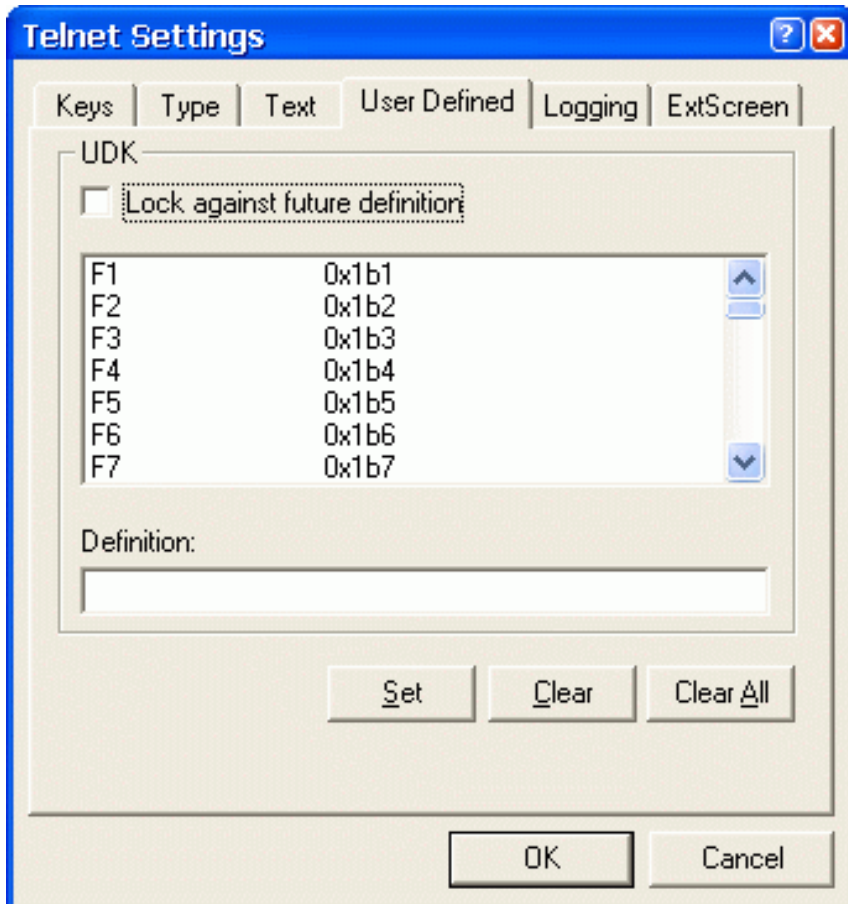 Telnet Settings
Keys Type Text User Defined Logging ExtScreen
UDK
Lock against future definition
F1 0x1b1
F2 0x1b2
F3 0x1b3
F4 0x1b4
F5 0x1b5
F6 0x1b6
F7 0x1b7
Definition:
Set Clear Clear All
OK Cancel